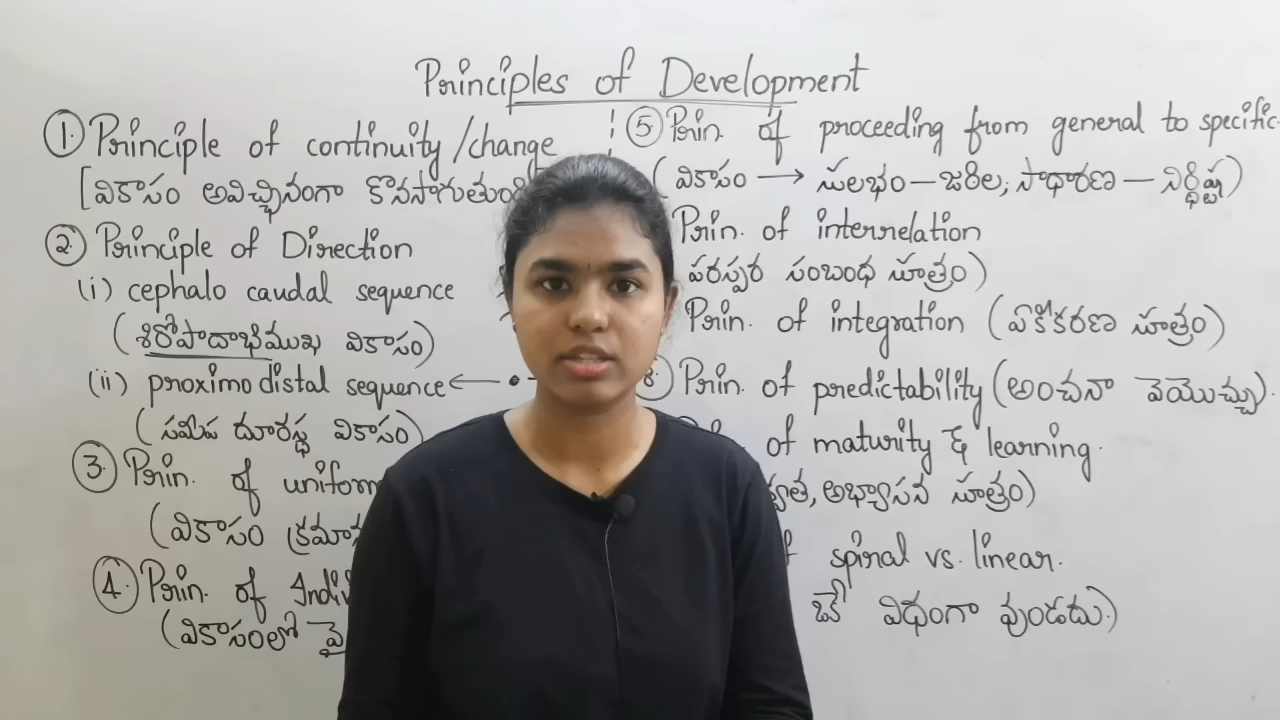 Principles of Development
① Principle of continuity/change
[వికాసం అవిచ్ఛినంగా కొనసాగుతుంది
② Principle of Direction
(i) cephalo caudal sequence
(శిరోపాదాభిముఖ వికాసం)
(ii) proximo distal sequence ←
(సమీప దూరస్థ వికాసం)
③ Prin. of uniform
(వికాసం
④ Prin. of Indiv
(వికాసంలో వై
⑤ Prin. of proceeding from general to specific
(వికాసం → సులభం – జఠిల; సాధారణ – నిర్ధిష్ట)
Prin. of interrelation
పరస్పర సంబంధ సూత్రం)
Prin. of integration (ఏకీకరణ సూత్రం)
8 Prin. of predictability (అంచనా వెయొచ్చు).
of maturity & learning.
అభ్యాసన సూత్రం)
spiral vs. linear.
ఒకే విధంగా వుండదు.)